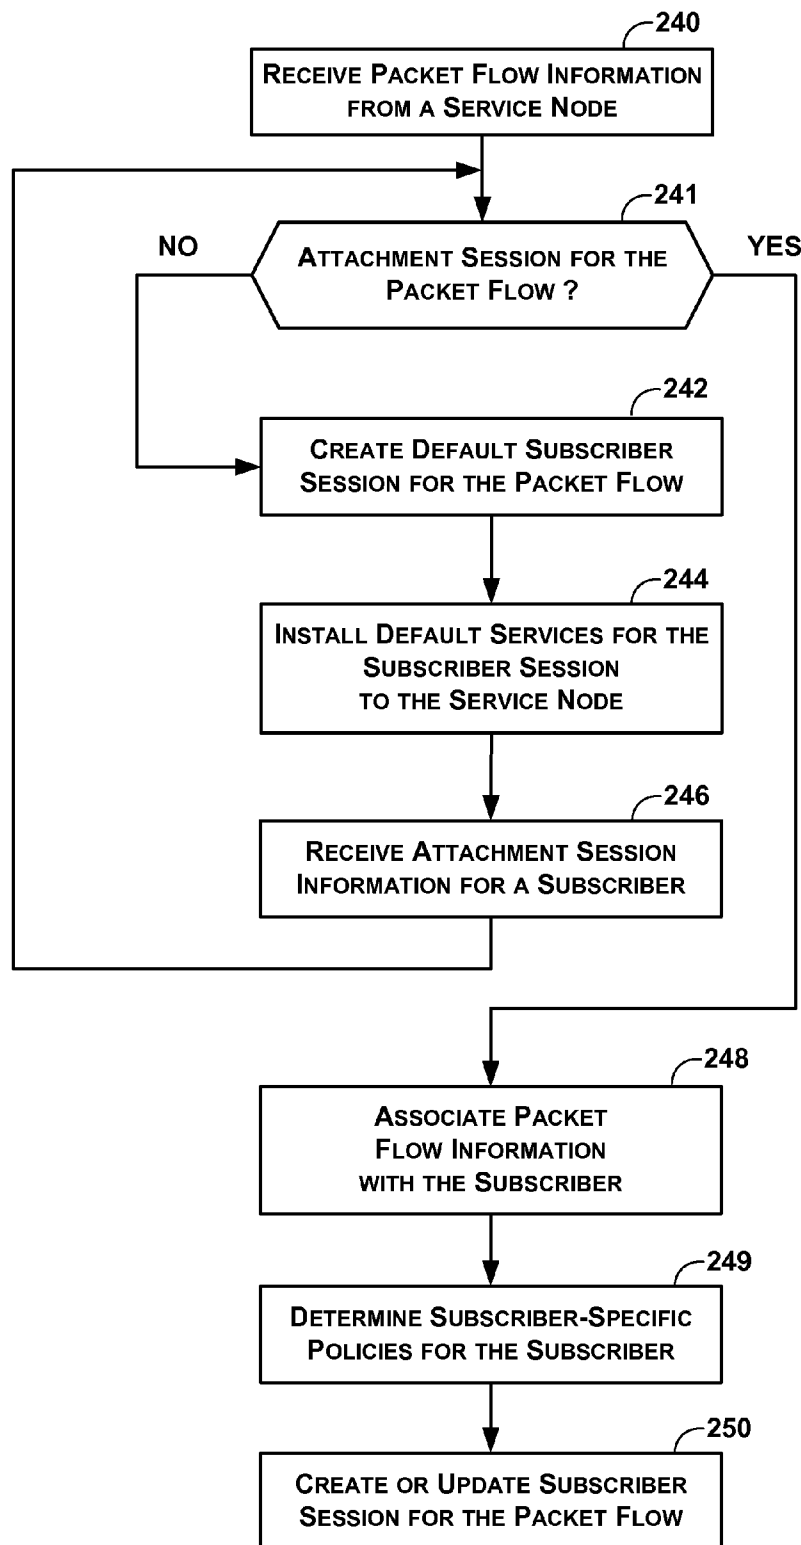 240
RECEIVE PACKET FLOW INFORMATION
FROM A SERVICE NODE
241
NO
YES
ATTACHMENT SESSION FOR THE
PACKET FLOW ?
242
CREATE DEFAULT SUBSCRIBER
SESSION FOR THE PACKET FLOW
244
INSTALL DEFAULT SERVICES FOR THE
SUBSCRIBER SESSION
TO THE SERVICE NODE
246
RECEIVE ATTACHMENT SESSION
INFORMATION FOR A SUBSCRIBER
248
ASSOCIATE PACKET
FLOW INFORMATION
WITH THE SUBSCRIBER
249
DETERMINE SUBSCRIBER-SPECIFIC
POLICIES FOR THE SUBSCRIBER
250
CREATE OR UPDATE SUBSCRIBER
SESSION FOR THE PACKET FLOW